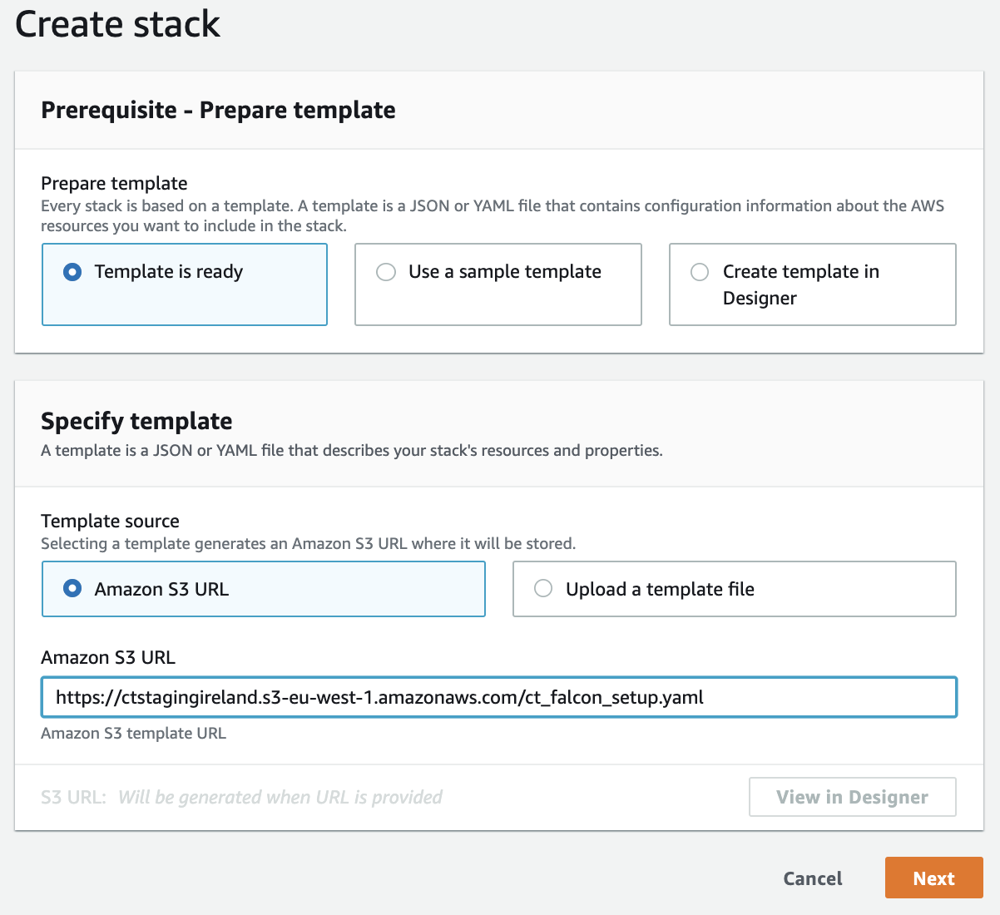 Create stack
Prerequisite - Prepare template
Prepare template
Every stack is based on a template. A template is a JSON or YAML file that contains configuration information about the AWS
resources you want to include in the stack.
Template is ready
Use a sample template
Create template in
Designer
Specify template
A template is a JSON or YAML file that describes your stack's resources and properties.
Template source
Selecting a template generates an Amazon S3 URL where it will be stored.
Amazon S3 URL
Upload a template file
Amazon S3 URL
https://ctstagingireland.s3-eu-west-1.amazonaws.com/ct_falcon_setup.yaml
Amazon S3 template URL
S3 URL: Will be generated when URL is provided
View in Designer
Cancel
Next